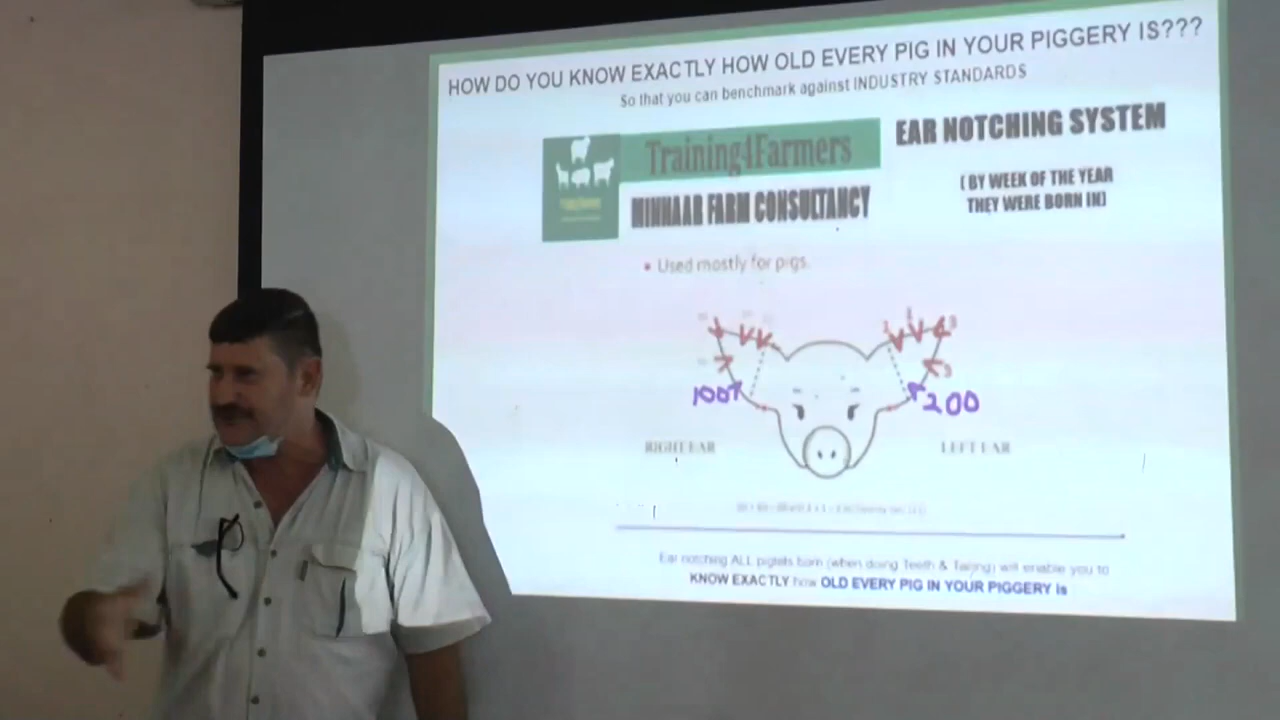 HOW DO YOU KNOW EXACTLY HOW OLD EVERY PIG IN YOUR PIGGERY IS???
So that you can benchmark against INDUSTRY STANDARDS
Training4Farmers
MINNAAR FARM CONSULTANCY
EAR NOTCHING SYSTEM
( BY WEEK OF THE YEAR
THEY WERE BORN IN)
• Used mostly for pigs.
100
200
RIGHT EAR
LEFT EAR
Ear notching ALL piglets born (when doing Teeth & Tailing) will enable you to
KNOW EXACTLY how OLD EVERY PIG IN YOUR PIGGERY is